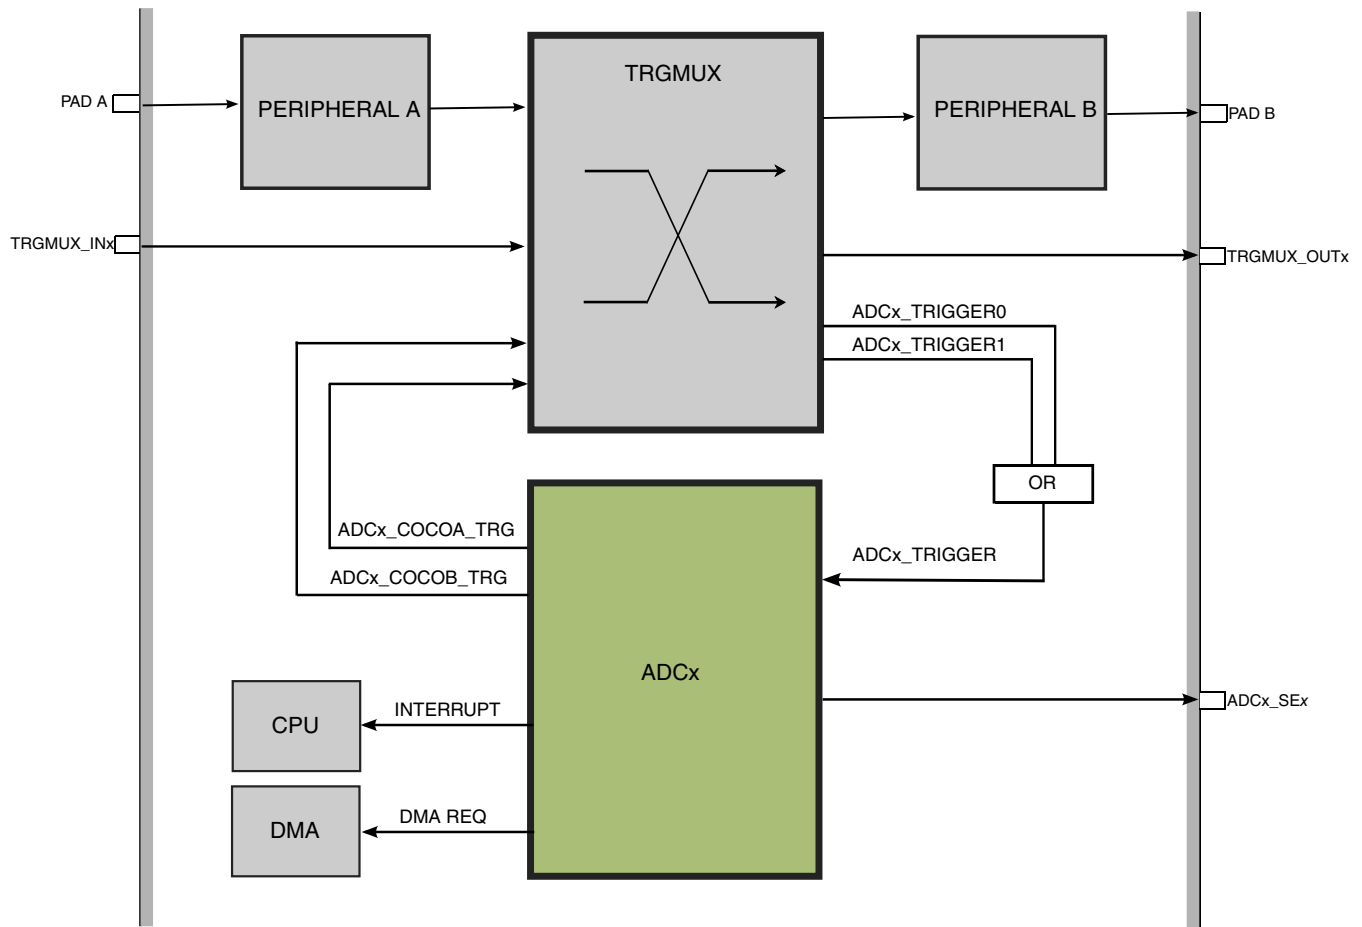 TRGMUX
PAD A
PERIPHERAL A
PERIPHERAL B
PAD B
TRGMUX_INx
TRGMUX_OUTx
ADCx_TRIGGER0
ADCx_TRIGGER1
OR
ADCx_COCOA_TRG
ADCx_TRIGGER
ADCx_COCOB_TRG
ADCx
ADCx_SEx
INTERRUPT
CPU
DMA REQ
DMA